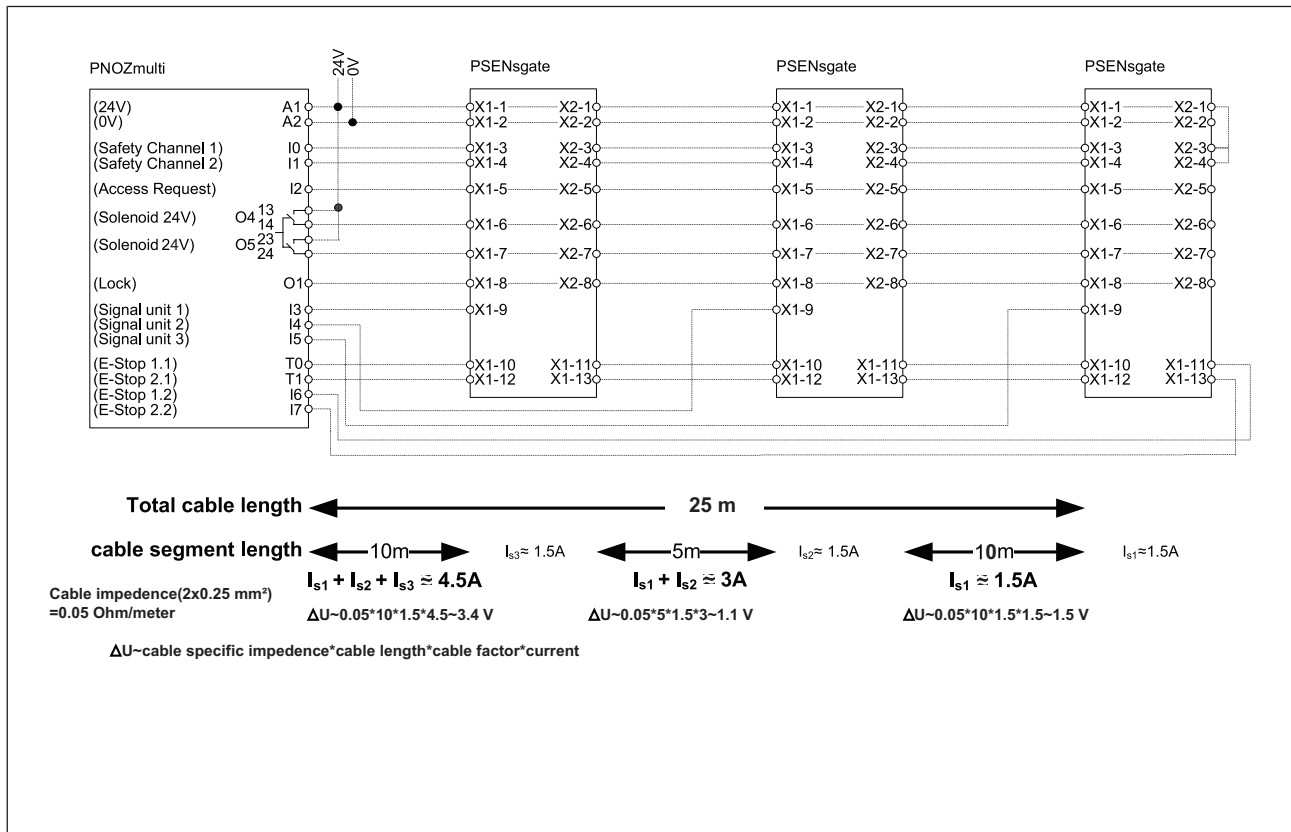 24V
0V
PNOZmulti PSENsgate PSENsgate PSENsgate
(24V) A1 X1-1 X2-1 X1-1 X2-1 X1-1 X2-1
(0V) A2 X1-2 X2-2 X1-2 X2-2 X1-2 X2-2
(Safety Channel 1) I0 X1-3 X2-3 X1-3 X2-3 X1-3 X2-3
(Safety Channel 2) I1 X1-4 X2-4 X1-4 X2-4 X1-4 X2-4
(Access Request) I2 X1-5 X2-5 X1-5 X2-5 X1-5 X2-5
(Solenoid 24V) O4 13
14 X1-6 X2-6 X1-6 X2-6 X1-6 X2-6
(Solenoid 24V) O5 23
24 X1-7 X2-7 X1-7 X2-7 X1-7 X2-7
(Lock) O1 X1-8 X2-8 X1-8 X2-8 X1-8 X2-8
(Signal unit 1) I3 X1-9 X1-9 X1-9
(Signal unit 2) I4
(Signal unit 3) I5
(E-Stop 1.1) T0 X1-10 X1-11 X1-10 X1-11 X1-10 X1-11
(E-Stop 2.1) T1 X1-12 X1-13 X1-12 X1-13 X1-12 X1-13
(E-Stop 1.2) I6
(E-Stop 2.2) I7
Total cable length 25 m
cable segment length 10m Is3≈ 1.5A 5m Is2≈ 1.5A 10m Is1≈1.5A
Is1 + Is2 + Is3 ≈ 4.5A Is1 + Is2 ≈ 3A Is1 ≈ 1.5A
Cable impedence(2x0.25 mm²)
=0.05 Ohm/meter
ΔU~0.05*10*1.5*4.5~3.4 V ΔU~0.05*5*1.5*3~1.1 V ΔU~0.05*10*1.5*1.5~1.5 V
ΔU~cable specific impedence*cable length*cable factor*current